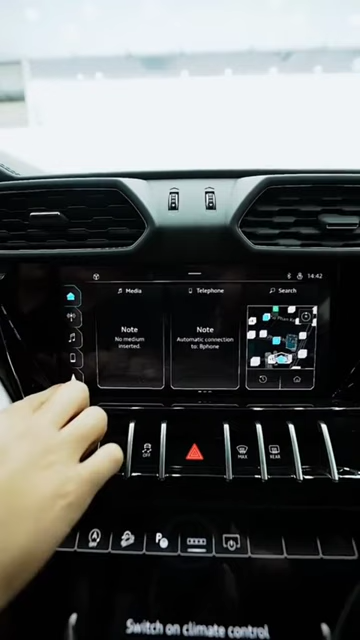 14:42
Media
Telephone
Search
Note
No medium
inserted.
Note
Automatic connection
to: Bphone
OFF
MAX
REAR
P
Switch on climate control